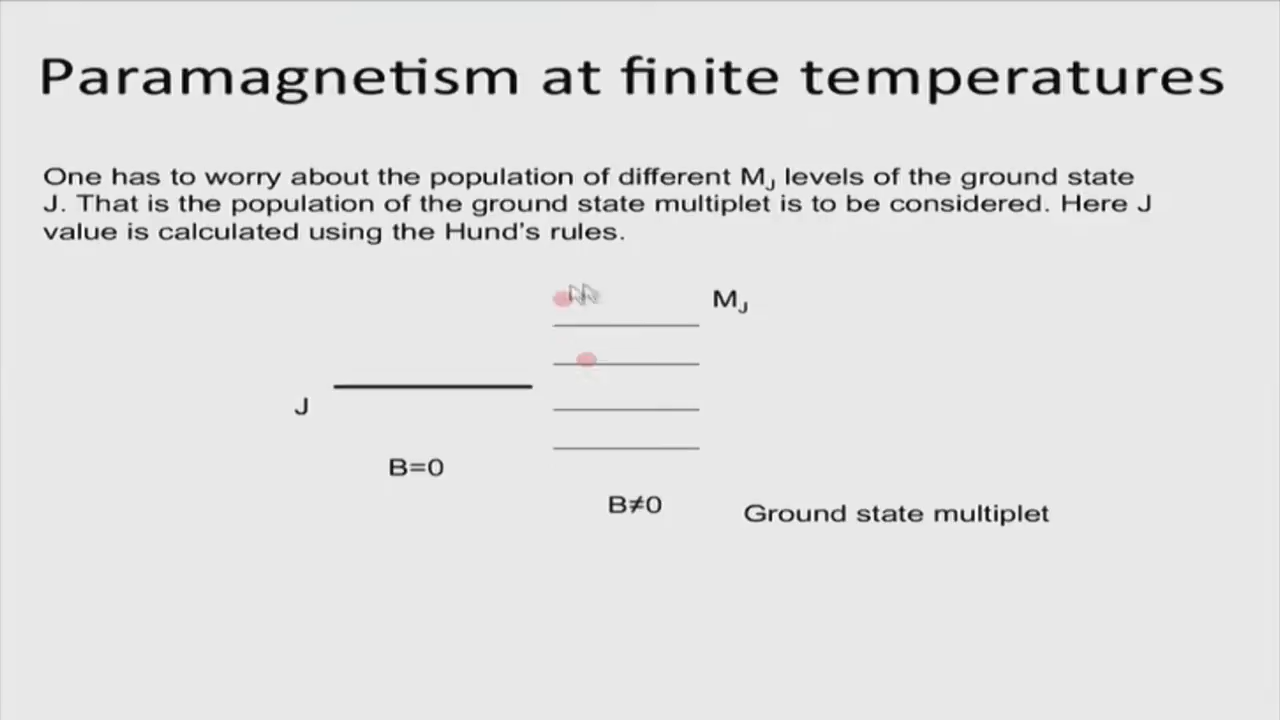 Paramagnetism at finite temperatures
One has to worry about the population of different MJ levels of the ground state
J. That is the population of the ground state multiplet is to be considered. Here J
value is calculated using the Hund's rules.
MJ
J
B=0
B≠0
Ground state multiplet